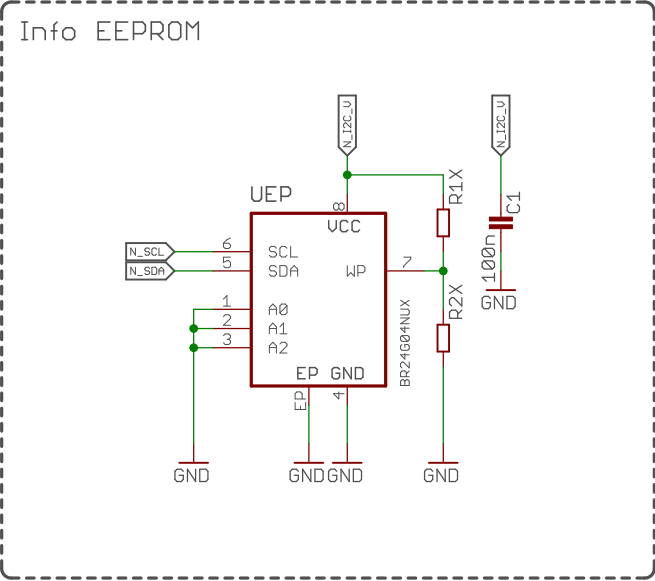 Info EEPROM
N_I2C_V
N_I2C_V
UEP
8
VCC
R1X
C1
100n
GND
N_SCL
6
SCL
N_SDA
5
SDA
WP
7
1
A0
2
A1
3
A2
R2X
BR24G04NUX
EP
GND
EP
4
GND
GND
GND
GND